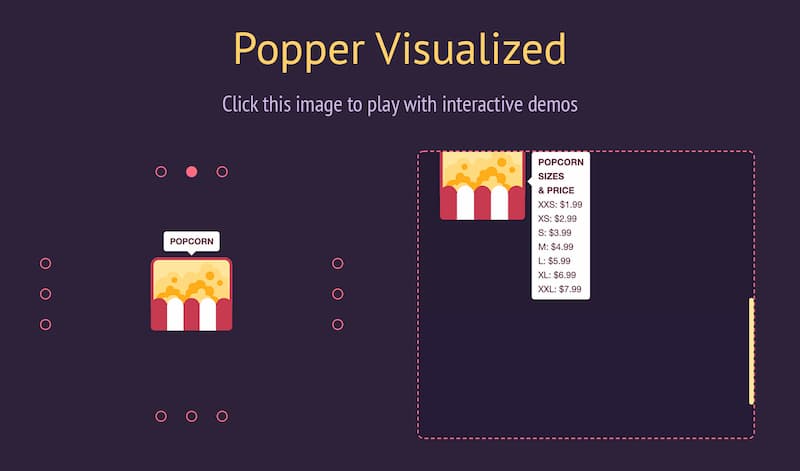 Popper Visualized
Click this image to play with interactive demos
POPCORN
POPCORN
SIZES
& PRICE
XXS: $1.99
XS: $2.99
S: $3.99
M: $4.99
L: $5.99
XL: $6.99
XXL: $7.99